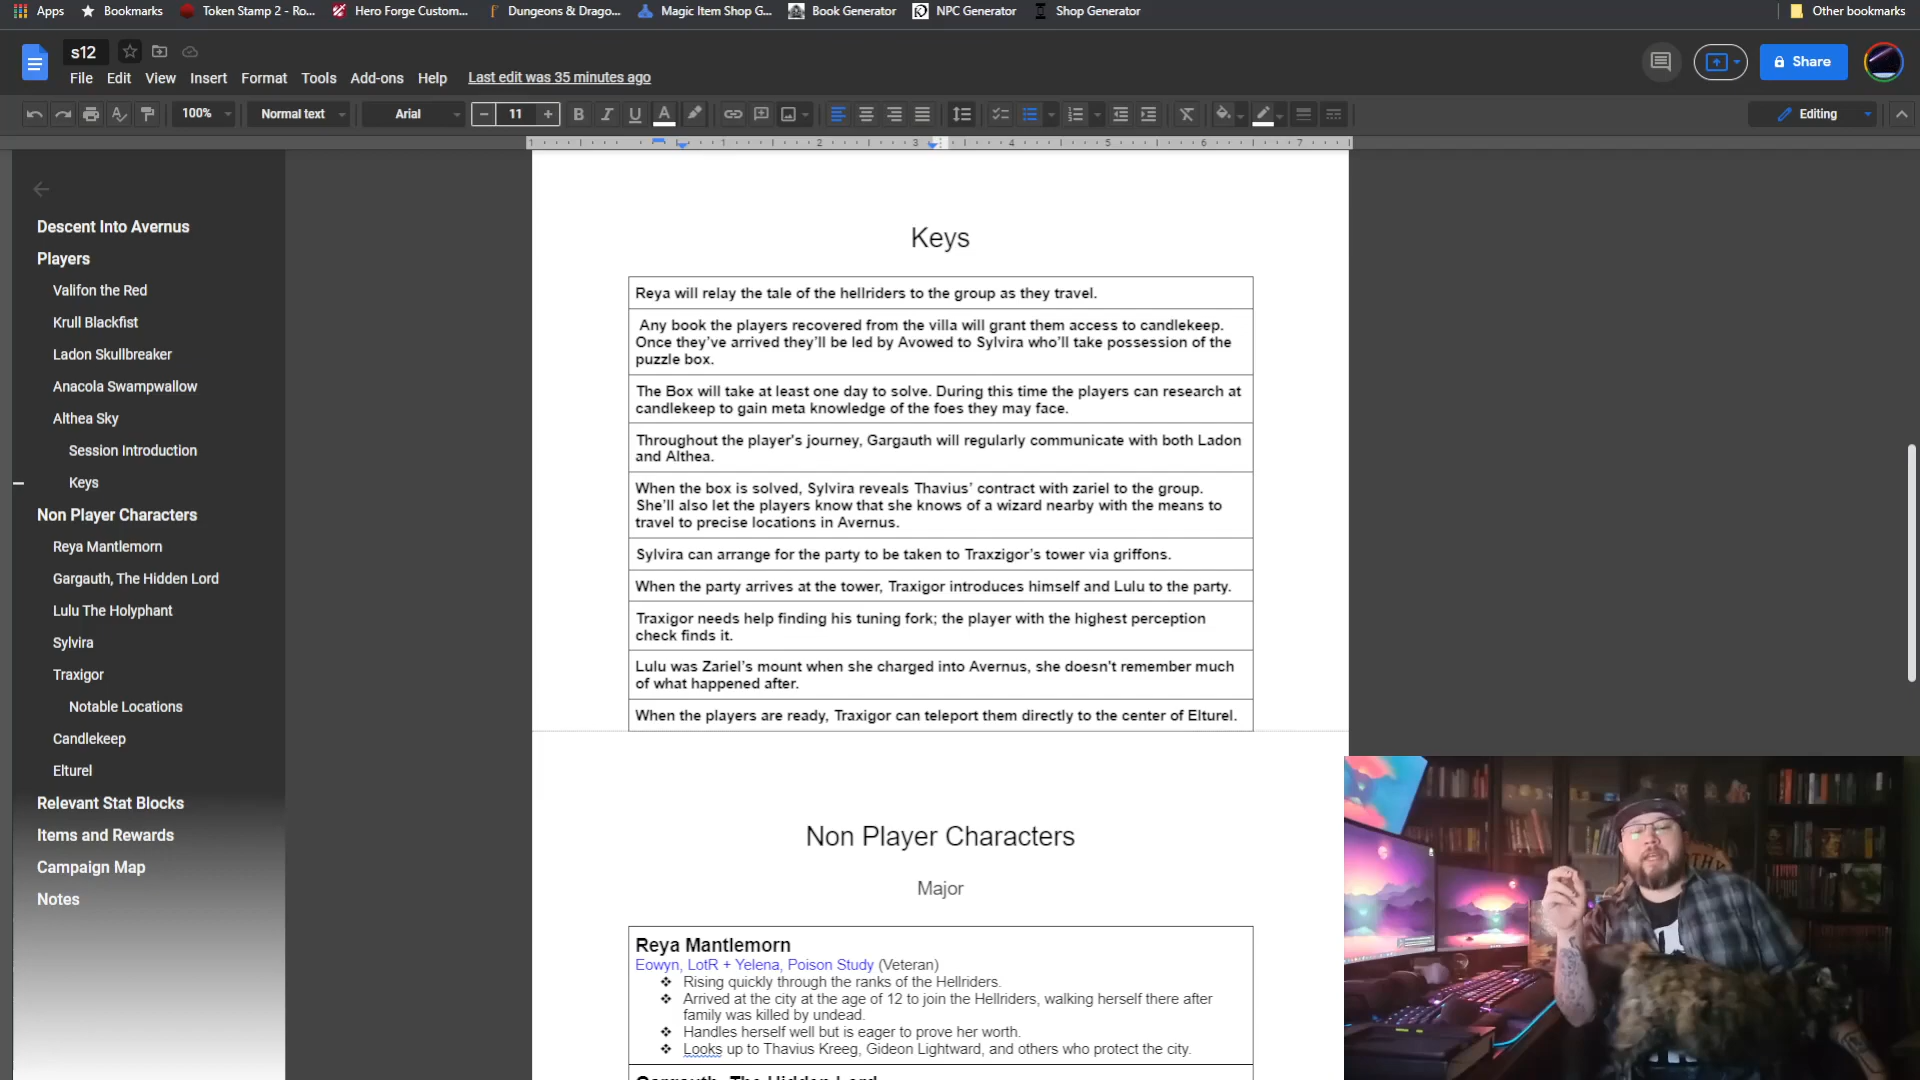 Apps
Bookmarks
Token Stamp 2 - Ro...
Hero Forge Custom...
Dungeons & Drago...
Magic Item Shop G...
Book Generator
NPC Generator
Shop Generator
Other bookmarks
s12
File Edit View Insert Format Tools Add-ons Help Last edit was 35 minutes ago
Share
100% Normal text Arial 11 Editing
1 1 2 3 4 5 6 7
Descent Into Avernus
Players
Valifon the Red
Krull Blackfist
Ladon Skullbreaker
Anacola Swampwallow
Althea Sky
Session Introduction
Keys
Non Player Characters
Reya Mantlemorn
Gargauth, The Hidden Lord
Lulu The Holyphant
Sylvira
Traxigor
Notable Locations
Candlekeep
Elturel
Relevant Stat Blocks
Items and Rewards
Campaign Map
Notes
Keys
Reya will relay the tale of the hellriders to the group as they travel.
Any book the players recovered from the villa will grant them access to candlekeep.
Once they've arrived they'll be led by Avowed to Sylvira who'll take possession of the
puzzle box.
The Box will take at least one day to solve. During this time the players can research at
candlekeep to gain meta knowledge of the foes they may face.
Throughout the player's journey, Gargauth will regularly communicate with both Ladon
and Althea.
When the box is solved, Sylvira reveals Thavius' contract with zariel to the group.
She'll also let the players know that she knows of a wizard nearby with the means to
travel to precise locations in Avernus.
Sylvira can arrange for the party to be taken to Traxzigor's tower via griffons.
When the party arrives at the tower, Traxigor introduces himself and Lulu to the party.
Traxigor needs help finding his tuning fork; the player with the highest perception
check finds it.
Lulu was Zariel's mount when she charged into Avernus, she doesn't remember much
of what happened after.
When the players are ready, Traxigor can teleport them directly to the center of Elturel.
Non Player Characters
Major
Reya Mantlemorn
Eowyn, LotR + Yelena, Poison Study (Veteran)
❖ Rising quickly through the ranks of the Hellriders.
❖ Arrived at the city at the age of 12 to join the Hellriders, walking herself there after
family was killed by undead.
❖ Handles herself well but is eager to prove her worth.
❖ Looks up to Thavius Kreeg, Gideon Lightward, and others who protect the city.
Gargauth, The Hidden Lord